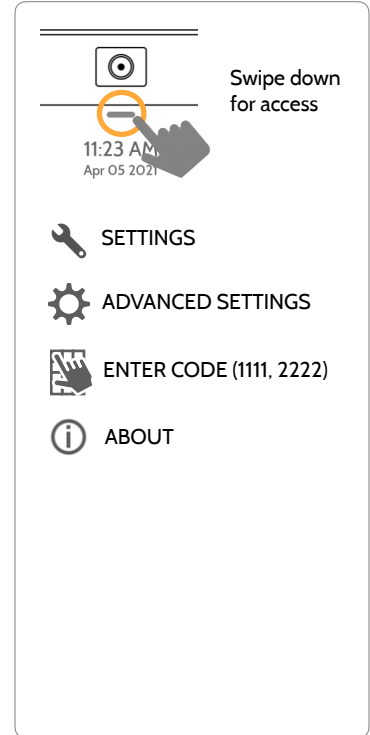 Swipe down
for access
11:23 AM
Apr 05 2021
SETTINGS
ADVANCED SETTINGS
ENTER CODE (1111, 2222)
ABOUT